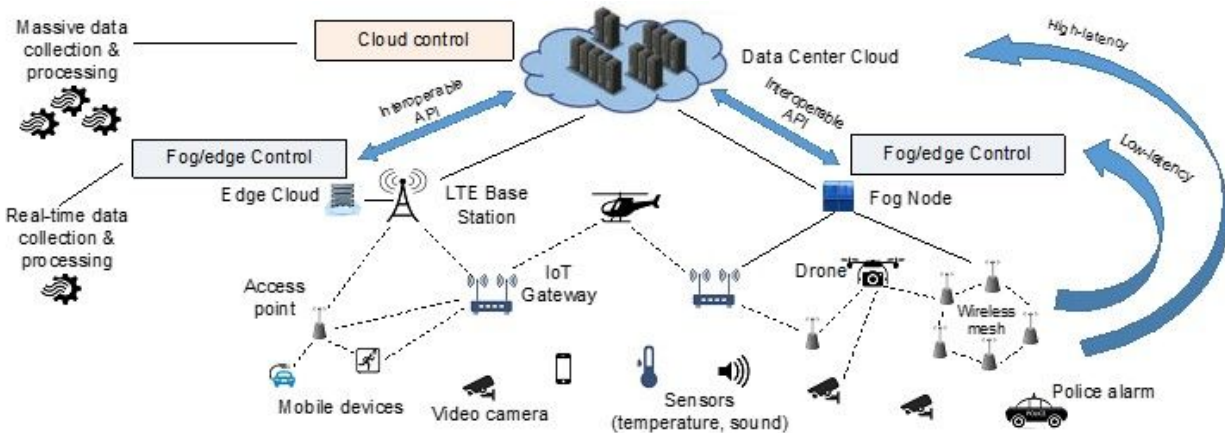 Massive data
collection &
processing
Cloud control
Data Center Cloud
High-latency
Interoperable
API
Interoperable
API
Fog/edge Control
Fog/edge Control
Low-latency
Edge Cloud
LTE Base
Station
Fog Node
Real-time data
collection &
processing
Access
point
IoT
Gateway
Drone
Wireless
mesh
Mobile devices
Video camera
Sensors
(temperature, sound)
Police alarm
POLICE